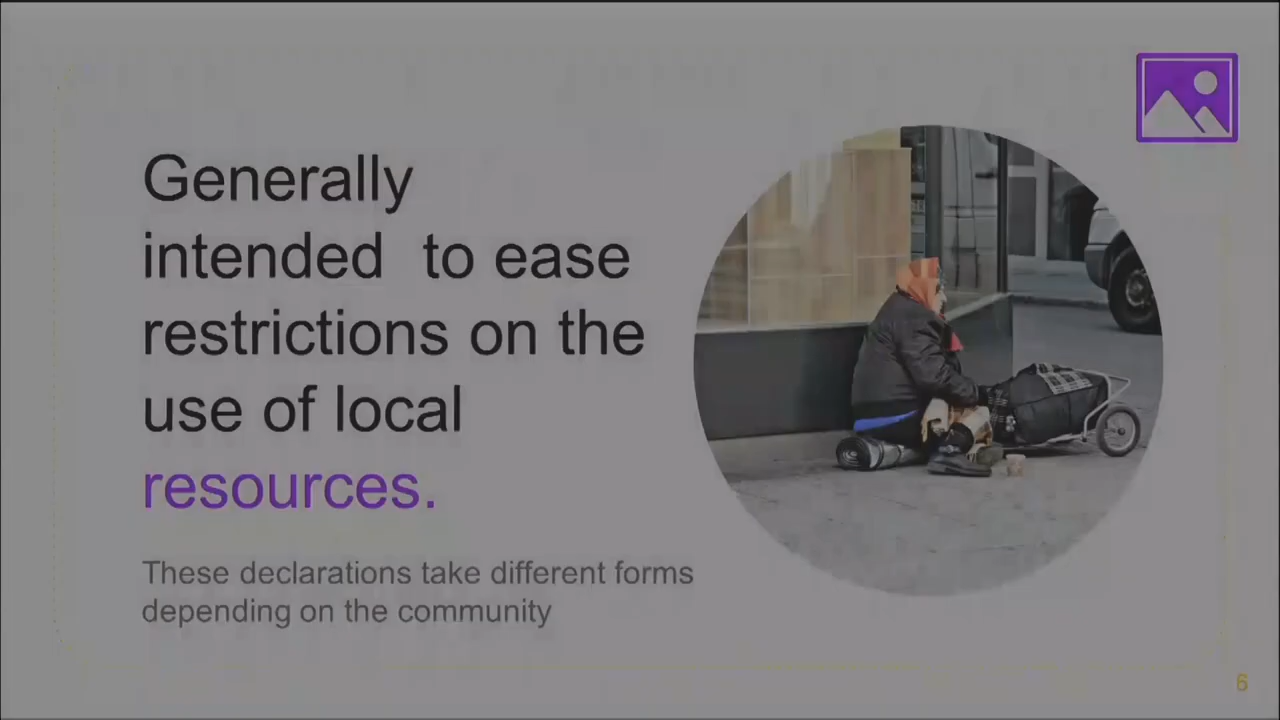 Generally
intended  to ease
restrictions on the
use of local
resources.
These declarations take different forms
depending on the community
6